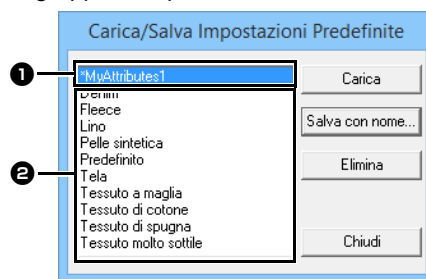 Carica/Salva Impostazioni Predefinite
❶
*MyAttributes1
Carica
Denim
Fleece
Salva con nome...
Lino
Pelle sintetica
Predefinito
Elimina
❷
Tela
Tessuto a maglia
Tessuto di cotone
Tessuto di spugna
Tessuto molto sottile
Chiudi